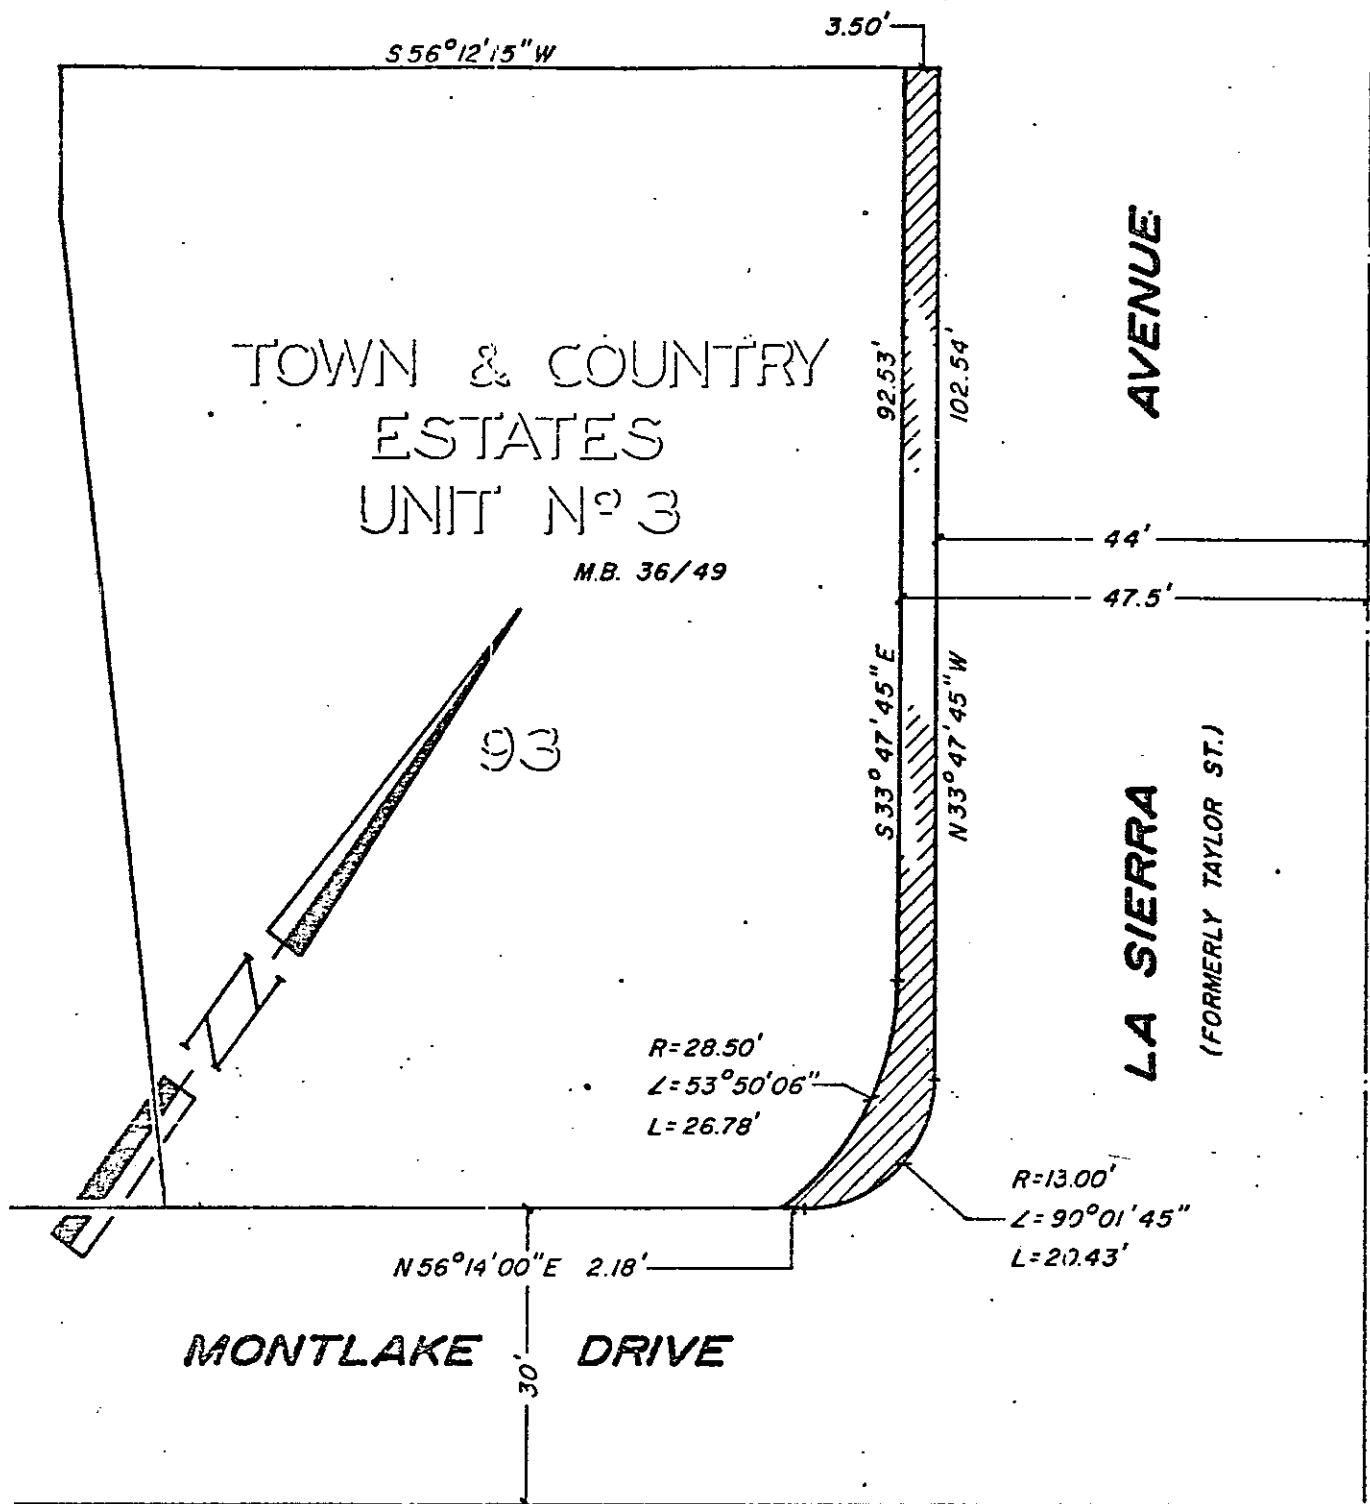 3.50'
S 56°12'15" W
TOWN & COUNTRY
ESTATES
UNIT Nº 3
M.B. 36/49
93
92.53'
102.54'
S 33° 47' 45" E
N 33° 47' 45" W
AVENUE
44'
47.5'
LA SIERRA
(FORMERLY TAYLOR ST.)
N
R=28.50'
∠=53°50'06"
L=26.78'
R=13.00'
∠=90°01'45"
L=20.43'
N 56°14'00" E 2.18'
MONTLAKE DRIVE
30'